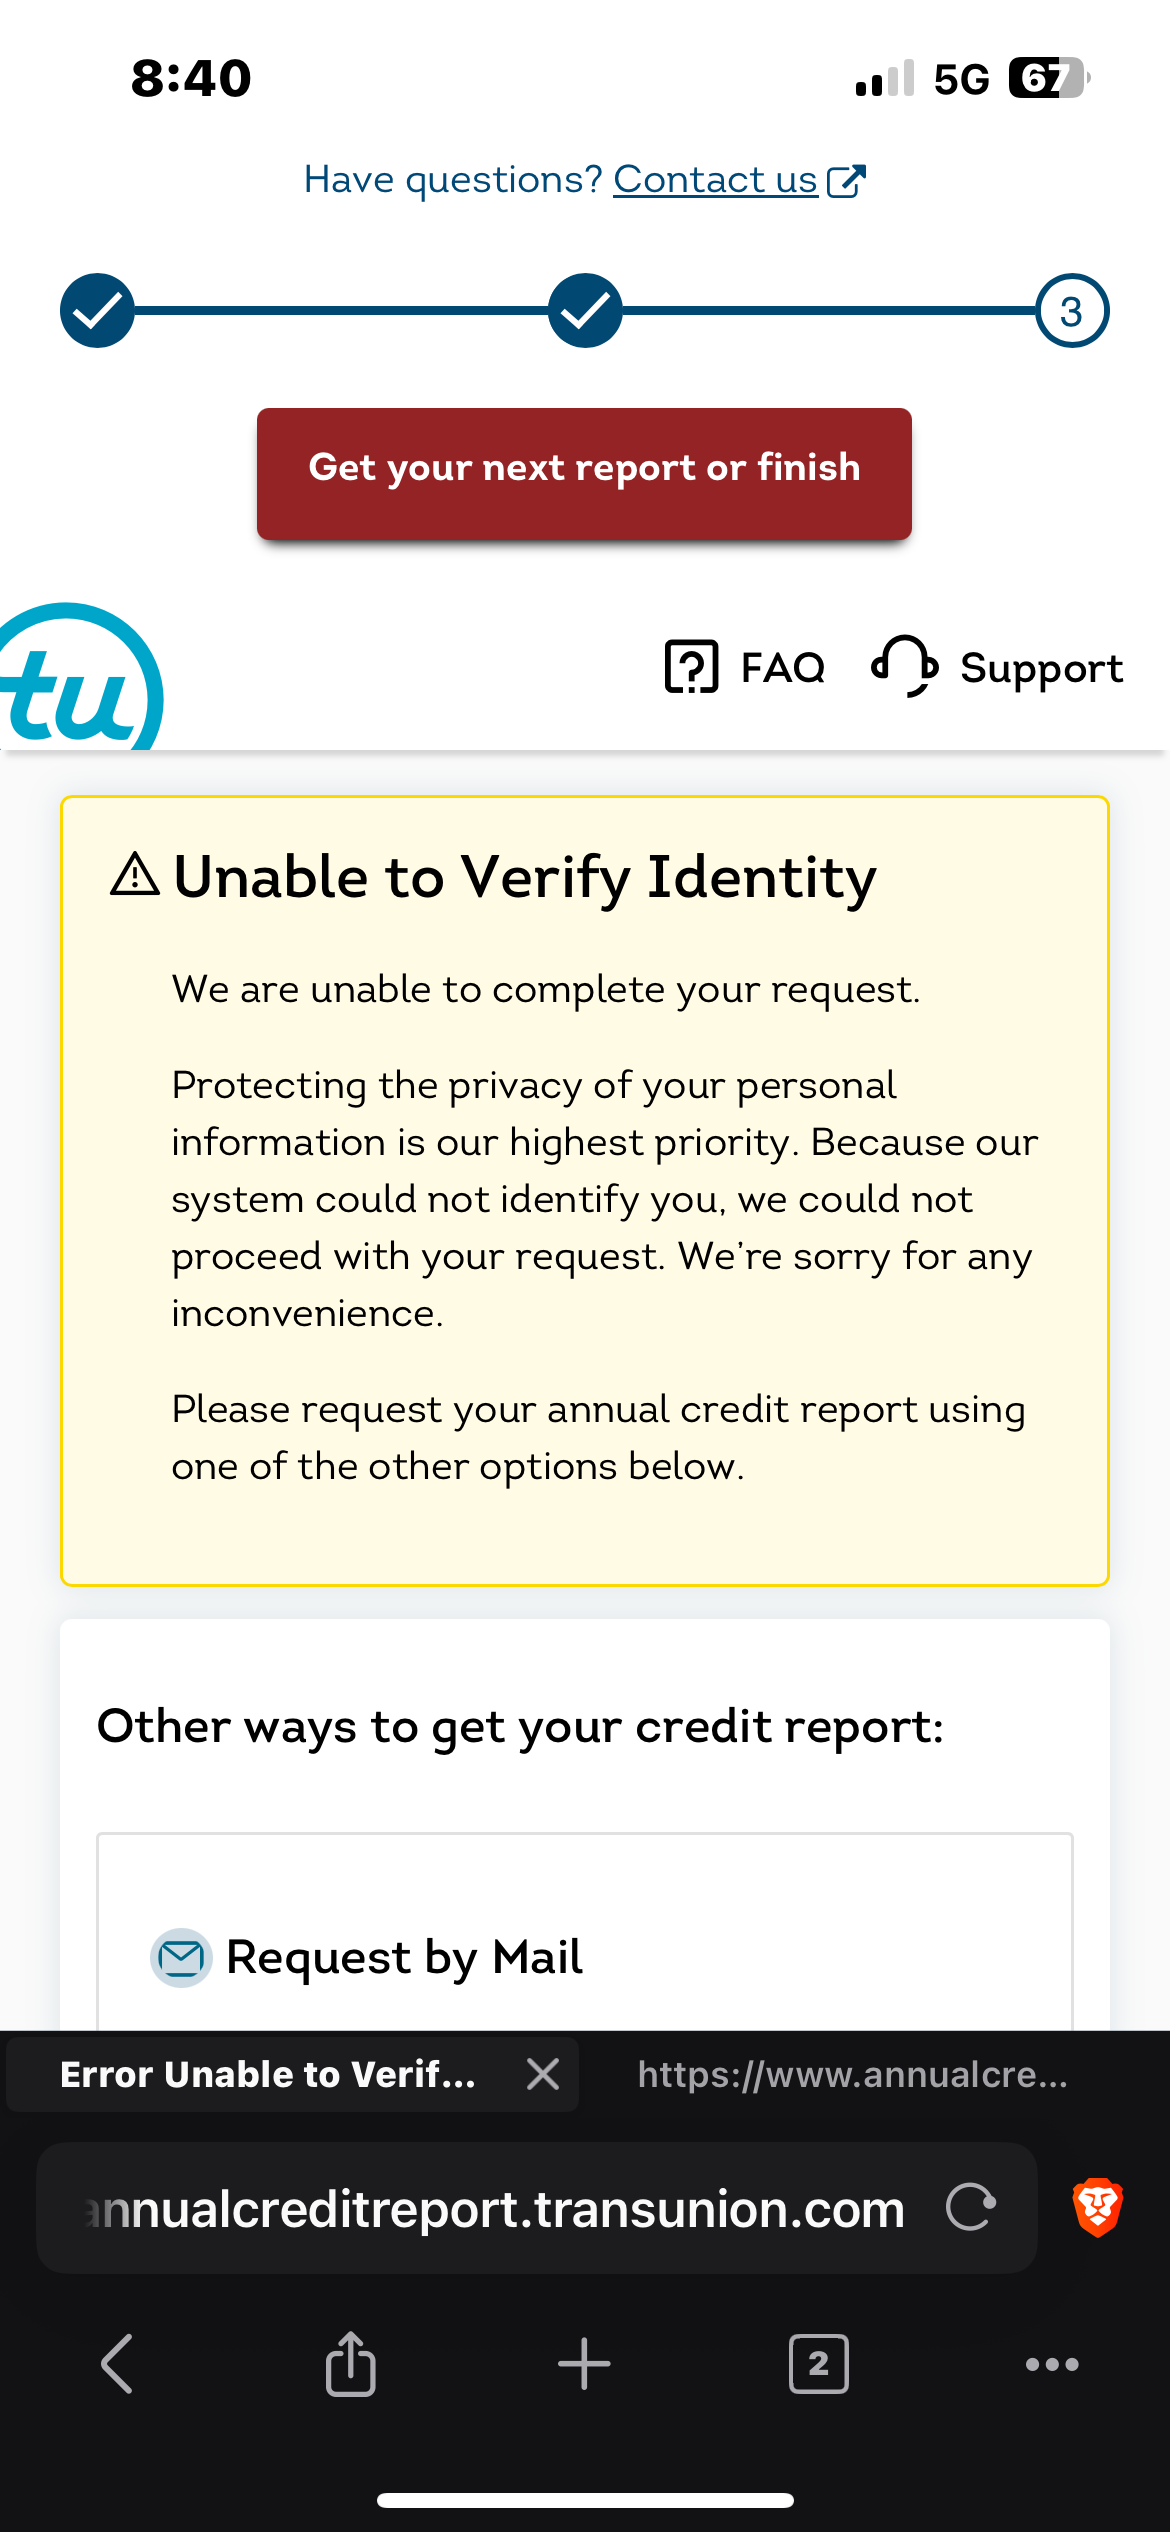 8:40
5G 67
Have questions? Contact us
3
Get your next report or finish
tu
FAQ Support
Unable to Verify Identity
We are unable to complete your request.
Protecting the privacy of your personal
information is our highest priority. Because our
system could not identify you, we could not
proceed with your request. We’re sorry for any
inconvenience.
Please request your annual credit report using
one of the other options below.
Other ways to get your credit report:
Request by Mail
Error Unable to Verif...
https://www.annualcre...
annualcreditreport.transunion.com
2